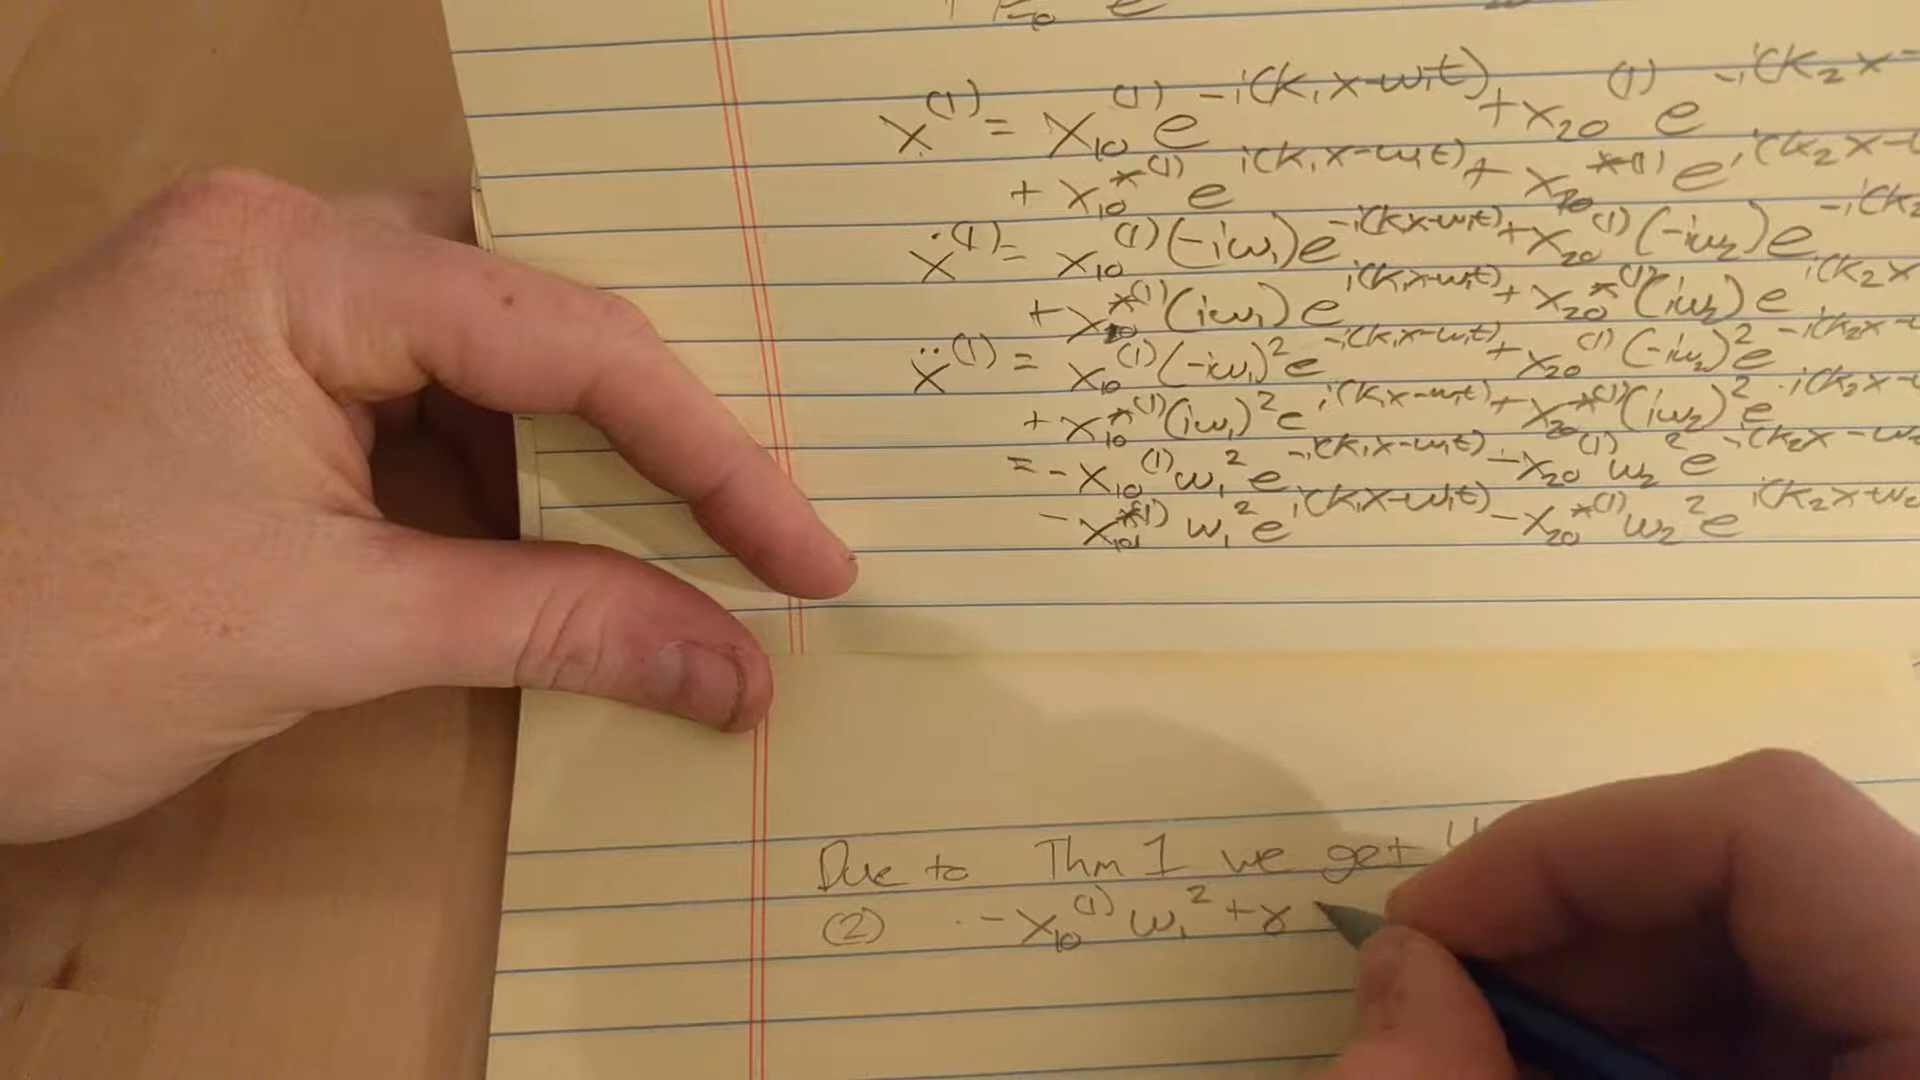 x^(1) = x_10^(1) e^-i(k_1x-ω_1t) + x_20^(1) e^-i(k_2x-
+ x_10^*(1) e^i(k_1x-ω_1t) + x_20^*(1) e^i(k_2x-
ẋ^(1) = x_10^(1) (-iω_1) e^-i(kx-ω_1t) + x_20^(1) (-iω_2) e^-i(k_2
+ x_10^*(1) (iω_1) e^i(k_1x-ω_1t) + x_20^*(1) (iω_2) e^i(k_2x
ẍ^(1) = x_10^(1) (-iω_1)^2 e^-i(k_1x-ω_1t) + x_20^(1) (-iω_2)^2 e^-i(k_2x-
+ x_10^*(1) (iω_1)^2 e^i(k_1x-ω_1t) + x_20^*(1) (iω_2)^2 e^i(k_2x-
= - x_10^(1) ω_1^2 e^-i(k_1x-ω_1t) - x_20^(1) ω_2^2 e^-i(k_2x-ω_2
- x_10^*(1) ω_1^2 e^i(k_1x-ω_1t) - x_20^*(1) ω_2^2 e^i(k_2x-ω_2
Due to Thm 1 we get
(2) - x_10^(1) ω_1^2 + γ